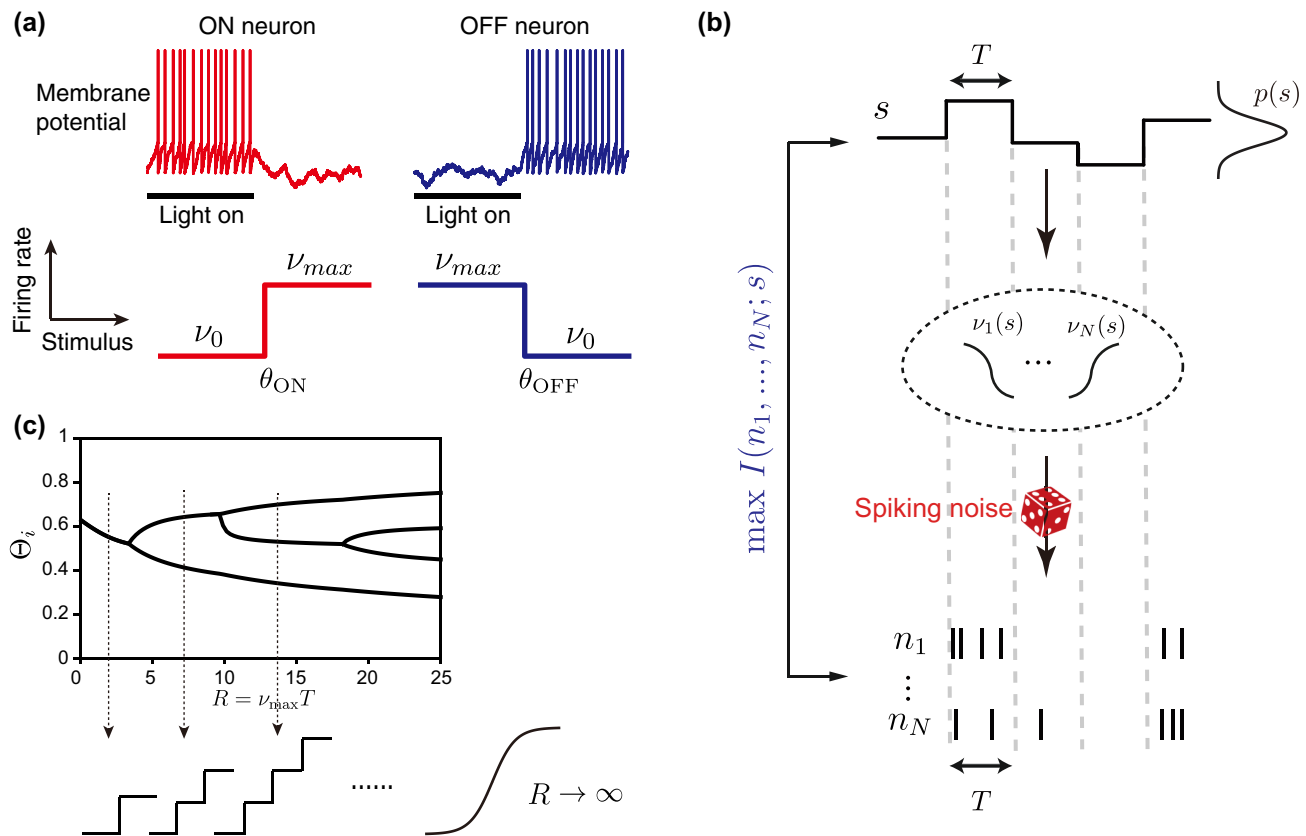 (a)
ON neuron
OFF neuron
Membrane
potential
Light on
Light on
Firing rate
Stimulus
ν0
νmax
θON
νmax
ν0
θOFF
(b)
T
s
p(s)
ν1(s)
...
νN(s)
max I(n1, ..., nN; s)
Spiking noise
n1
⋮
nN
T
(c)
Θi
1
0.8
0.6
0.4
0.2
0
0 5 10 15 20 25
R = νmaxT
......
R → ∞